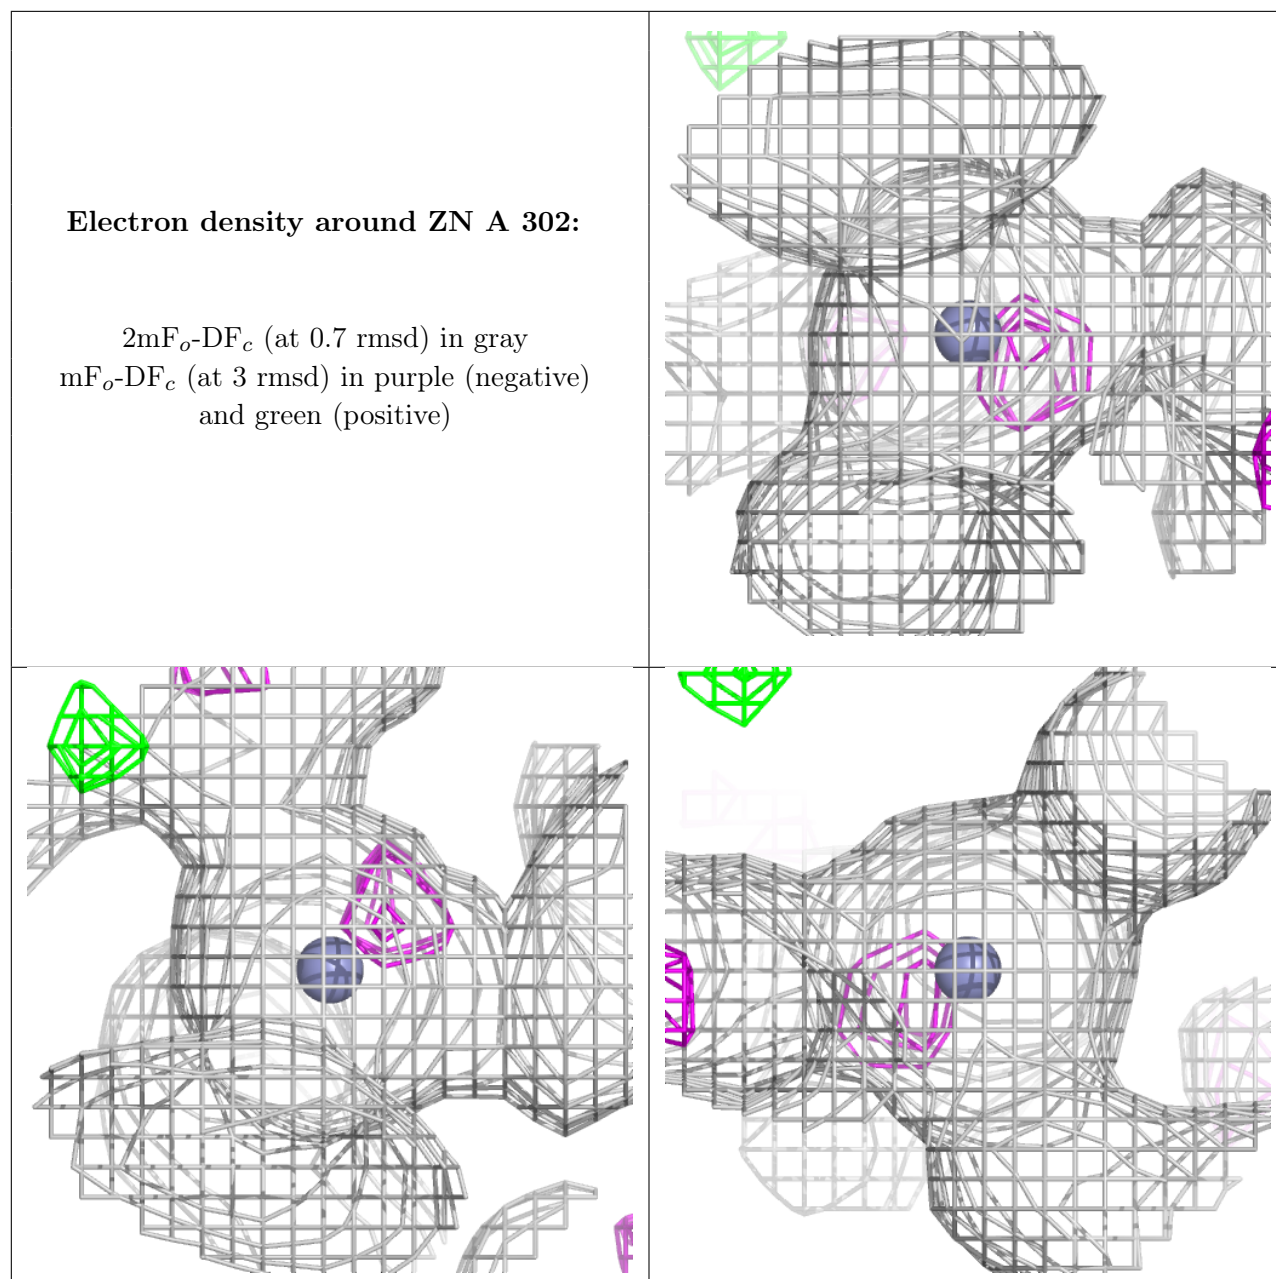 Electron density around ZN A 302:
2mFₒ-DF𝒸 (at 0.7 rmsd) in gray
mFₒ-DF𝒸 (at 3 rmsd) in purple (negative)
and green (positive)